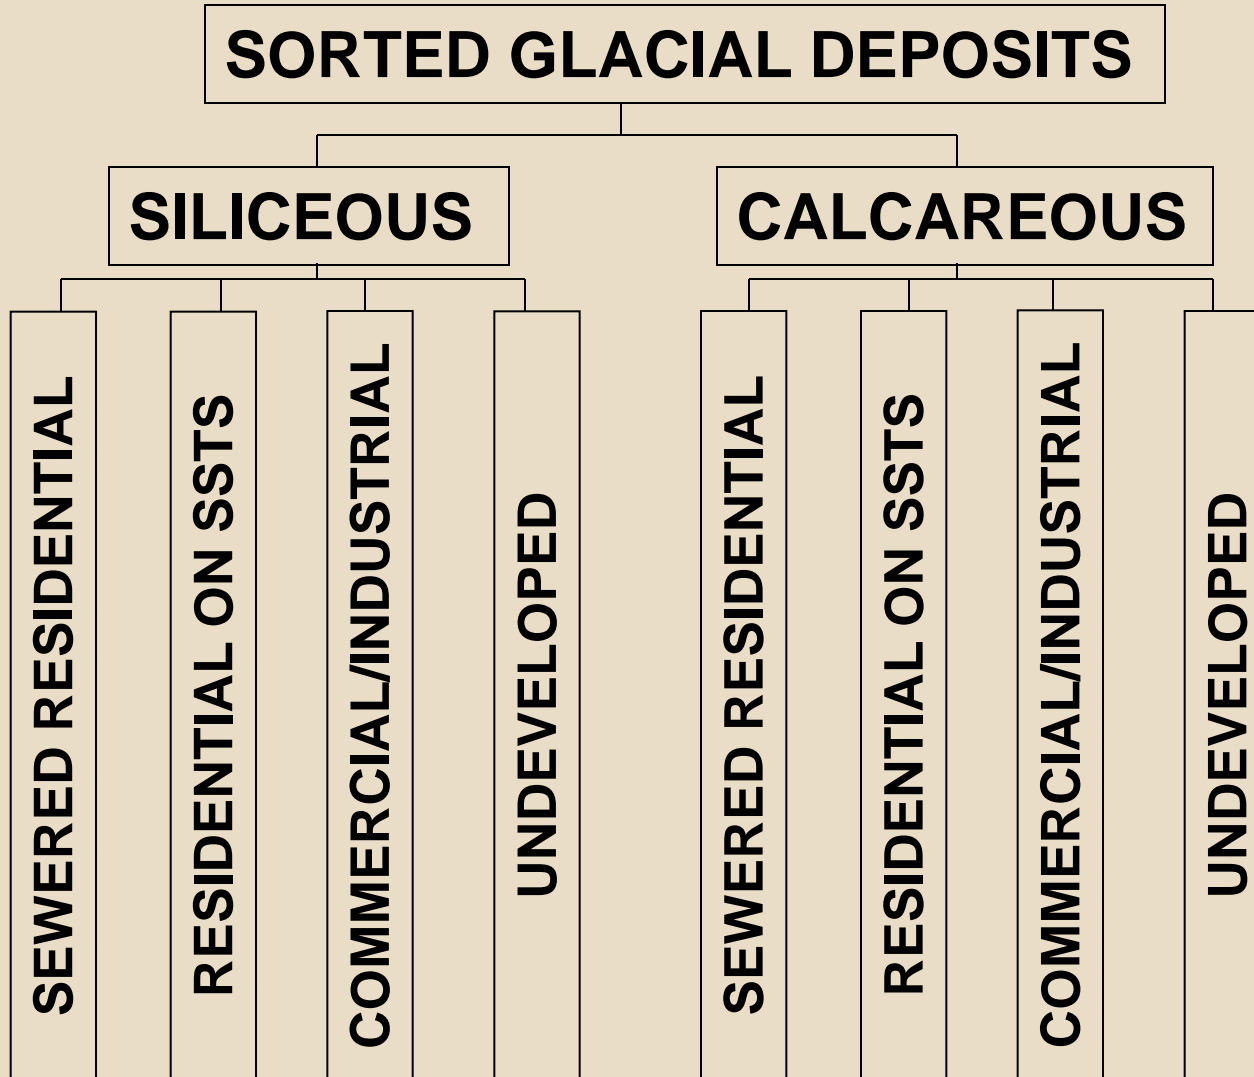 SORTED GLACIAL DEPOSITS
SILICEOUS
CALCAREOUS
SEWERED RESIDENTIAL
RESIDENTIAL ON SSTS
COMMERCIAL/INDUSTRIAL
UNDEVELOPED
SEWERED RESIDENTIAL
RESIDENTIAL ON SSTS
COMMERCIAL/INDUSTRIAL
UNDEVELOPED